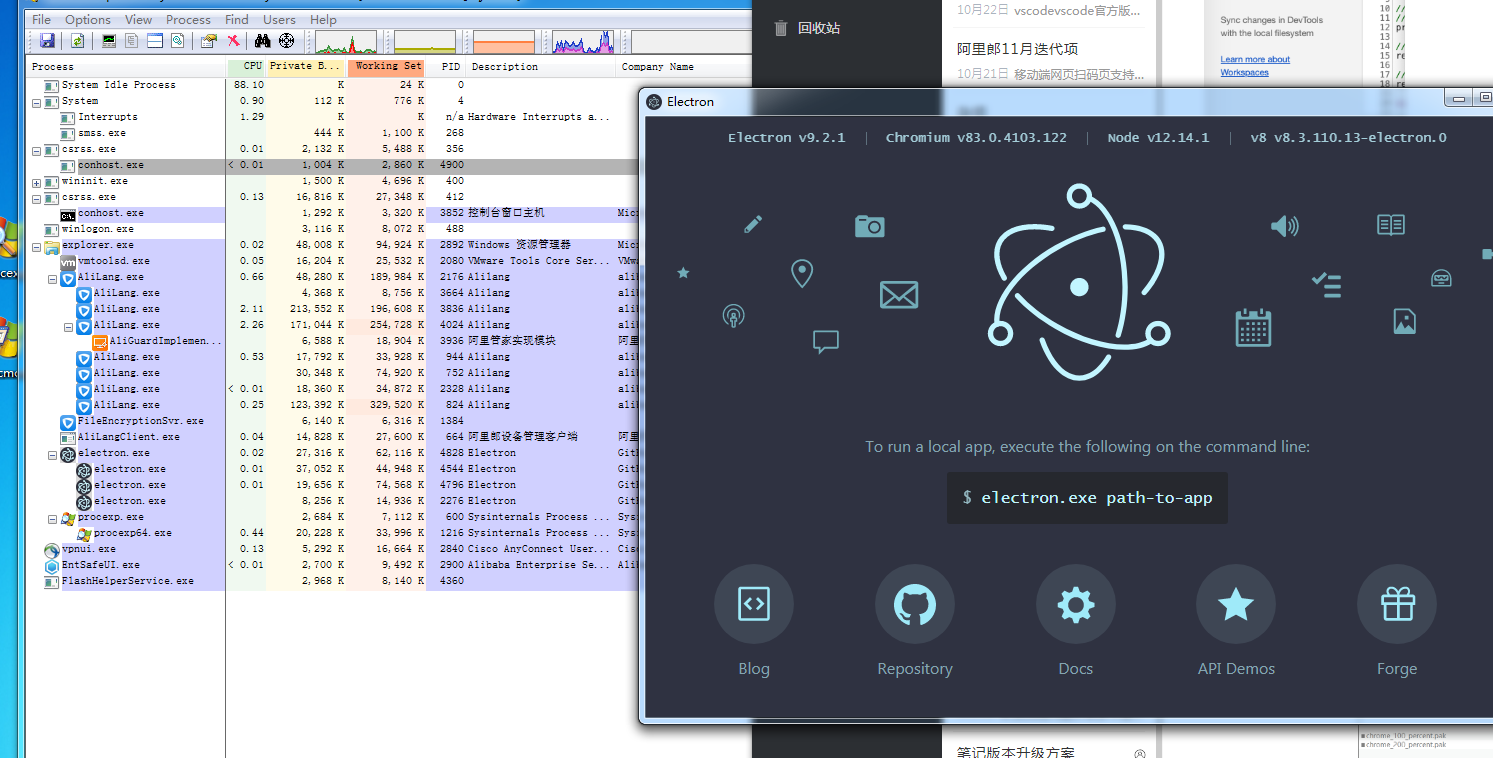 File Options View Process Find Users Help
Process CPU Private B... Working Set PID Description Company Name
System Idle Process 88.10 K 24 K 0
System 0.90 112 K 776 K 4
Interrupts 1.29 K K n/a Hardware Interrupts a...
smss.exe 444 K 1,100 K 268
csrss.exe 0.01 2,132 K 5,488 K 356
conhost.exe < 0.01 1,004 K 2,860 K 4900
wininit.exe 1,500 K 4,696 K 400
csrss.exe 0.13 16,816 K 27,348 K 412
conhost.exe 1,292 K 3,320 K 3852 控制台窗口主机
winlogon.exe 3,116 K 8,072 K 488
explorer.exe 0.02 48,008 K 94,924 K 2892 Windows 资源管理器
vmtoolsd.exe 0.05 16,204 K 25,532 K 2080 VMware Tools Core Ser...
AliLang.exe 0.66 48,280 K 189,984 K 2176 Alilang
AliLang.exe 4,368 K 8,756 K 3664 Alilang
AliLang.exe 2.11 213,552 K 196,608 K 3836 Alilang
AliLang.exe 2.26 171,044 K 254,728 K 4024 Alilang
AliGuardImplemen... 6,588 K 18,904 K 3936 阿里管家实现模块
AliLang.exe 0.53 17,792 K 33,928 K 944 Alilang
AliLang.exe 30,348 K 74,920 K 752 Alilang
AliLang.exe < 0.01 18,360 K 34,872 K 2328 Alilang
AliLang.exe 0.25 123,392 K 329,520 K 824 Alilang
FileEncryptionSvr.exe 6,140 K 6,316 K 1384
AliLangClient.exe 0.04 14,828 K 27,600 K 664 阿里郎设备管理客户端 阿里
electron.exe 0.02 27,316 K 62,116 K 4828 Electron
electron.exe 0.01 37,052 K 44,948 K 4544 Electron
electron.exe 0.01 19,656 K 74,568 K 4796 Electron
electron.exe 8,256 K 14,936 K 2276 Electron
procexp.exe 2,684 K 7,112 K 600 Sysinternals Process ...
procexp64.exe 0.44 20,228 K 33,996 K 1216 Sysinternals Process ...
vpnui.exe 0.13 5,292 K 16,664 K 2840 Cisco AnyConnect User...
EntSafeUI.exe < 0.01 2,700 K 9,492 K 2900 Alibaba Enterprise Se...
FlashHelperService.exe 2,968 K 8,140 K 4360
回收站
10月22日 vscodevscode官方版...
阿里郎11月迭代项
10月21日 移动端网页扫码页支持...
Sync changes in DevTools
with the local filesystem
Learn more about
Workspaces
10 //
11 //
12 pr
13
14 //
15 re
16
17 //
18 re
Electron
Electron v9.2.1 | Chromium v83.0.4103.122 | Node v12.14.1 | v8 v8.3.110.13-electron.0
To run a local app, execute the following on the command line:
$ electron.exe path-to-app
Blog Repository Docs API Demos Forge
笔记版本升级方案
chrome_100_percent.pak
chrome_200_percent.pak